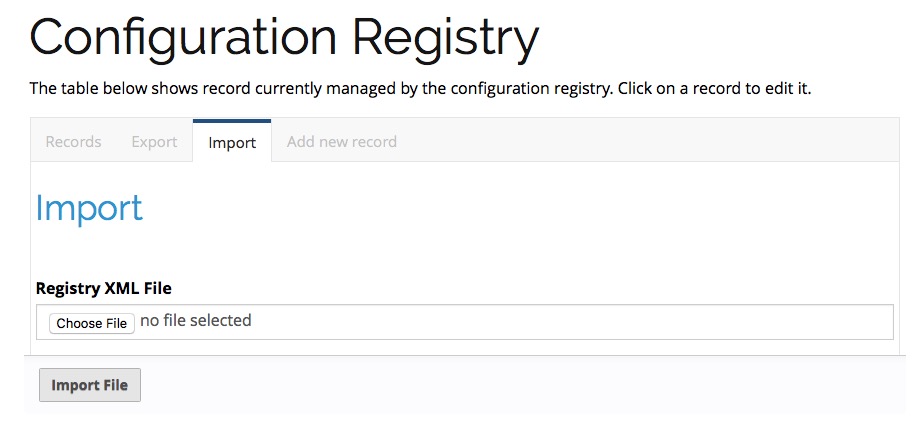 Configuration Registry
The table below shows record currently managed by the configuration registry. Click on a record to edit it.
Records Export Import Add new record
Import
Registry XML File
Choose File no file selected
Import File